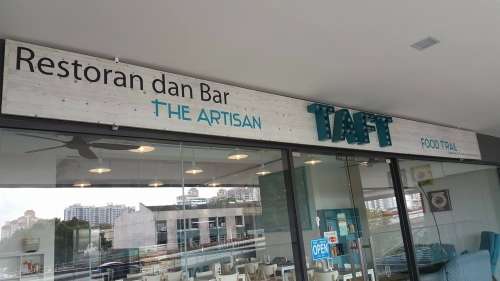 Restoran dan Bar
THE ARTISAN
TAFT
FOOD TRAIL
OPEN